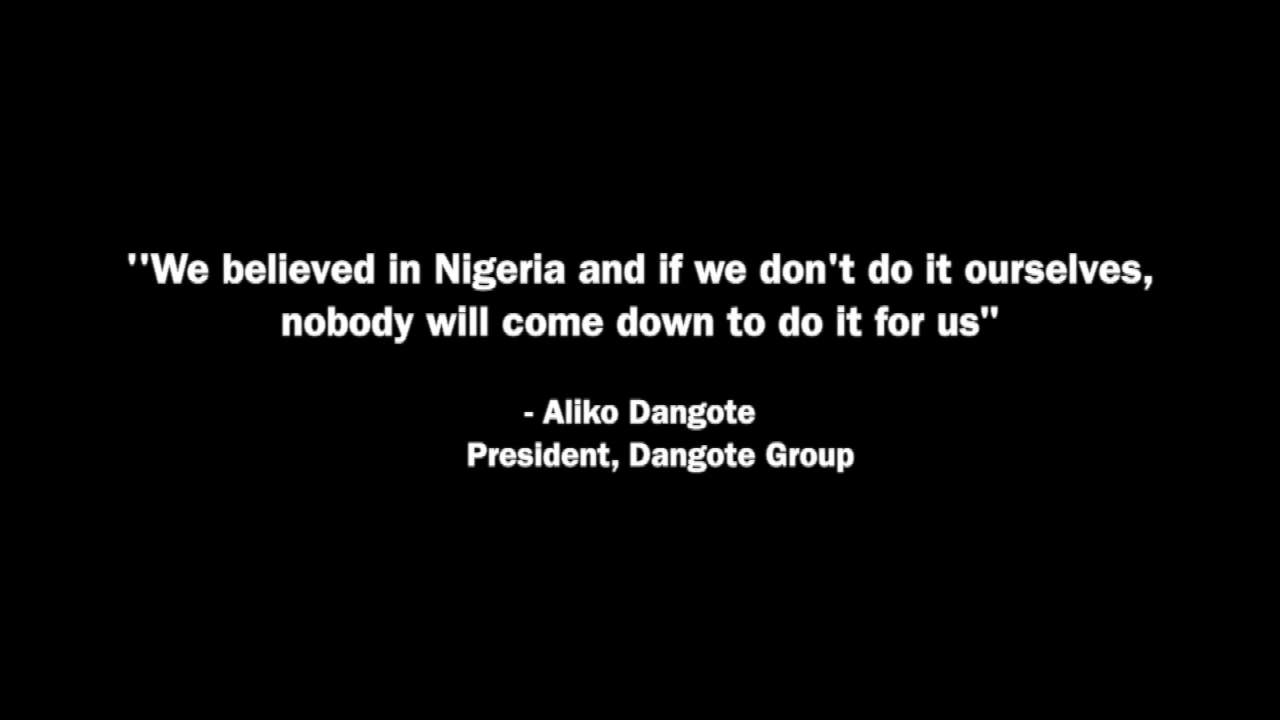 ''We believed in Nigeria and if we don't do it ourselves,
nobody will come down to do it for us"
- Aliko Dangote
President, Dangote Group